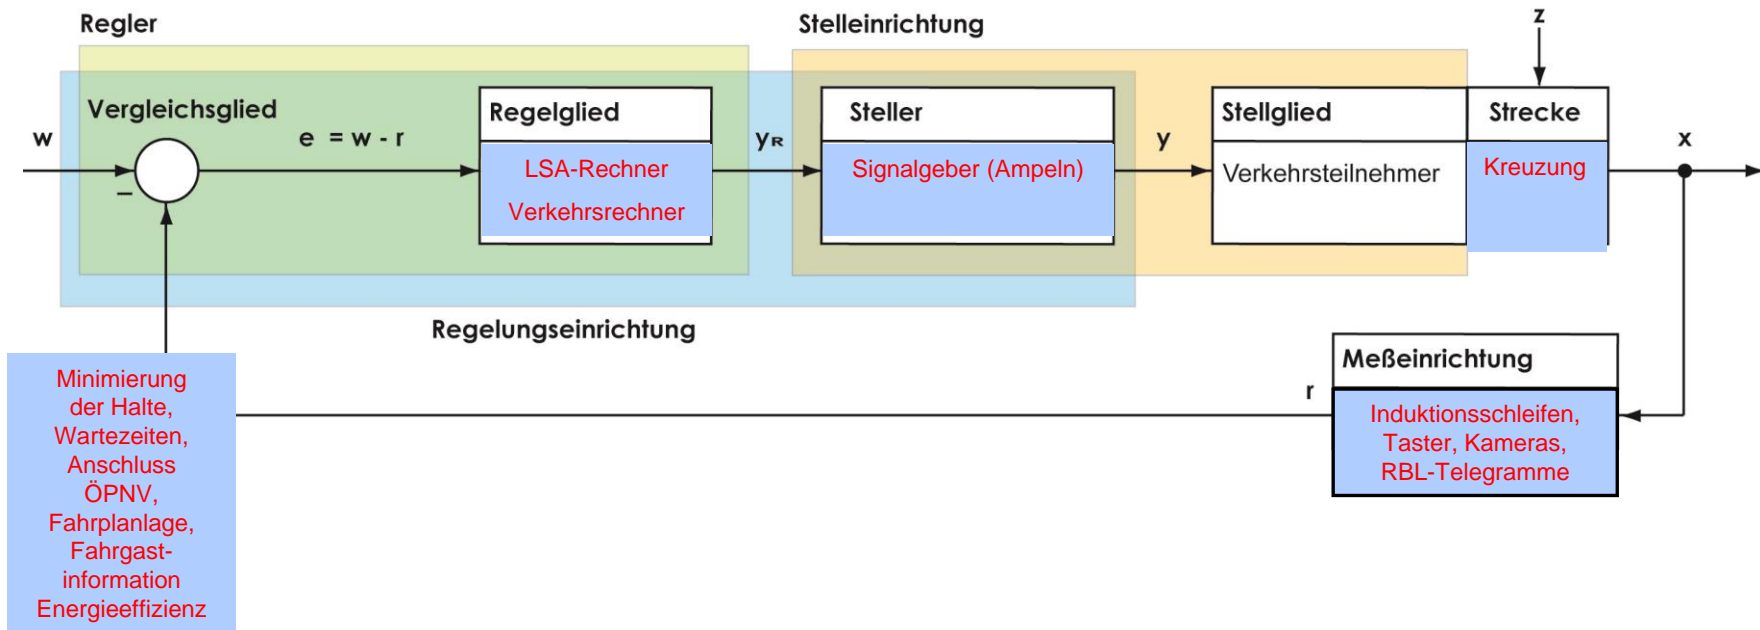 Regler
Stelleinrichtung
z
Vergleichsglied
Regelglied
Steller
Stellglied
Strecke
w
e = w - r
yR
y
x
–
LSA-Rechner
Verkehrsrechner
Signalgeber (Ampeln)
Verkehrsteilnehmer
Kreuzung
Regelungseinrichtung
Meßeinrichtung
r
Induktionsschleifen,
Taster, Kameras,
RBL-Telegramme
Minimierung
der Halte,
Wartezeiten,
Anschluss
ÖPNV,
Fahrplanlage,
Fahrgast-
information
Energieeffizienz